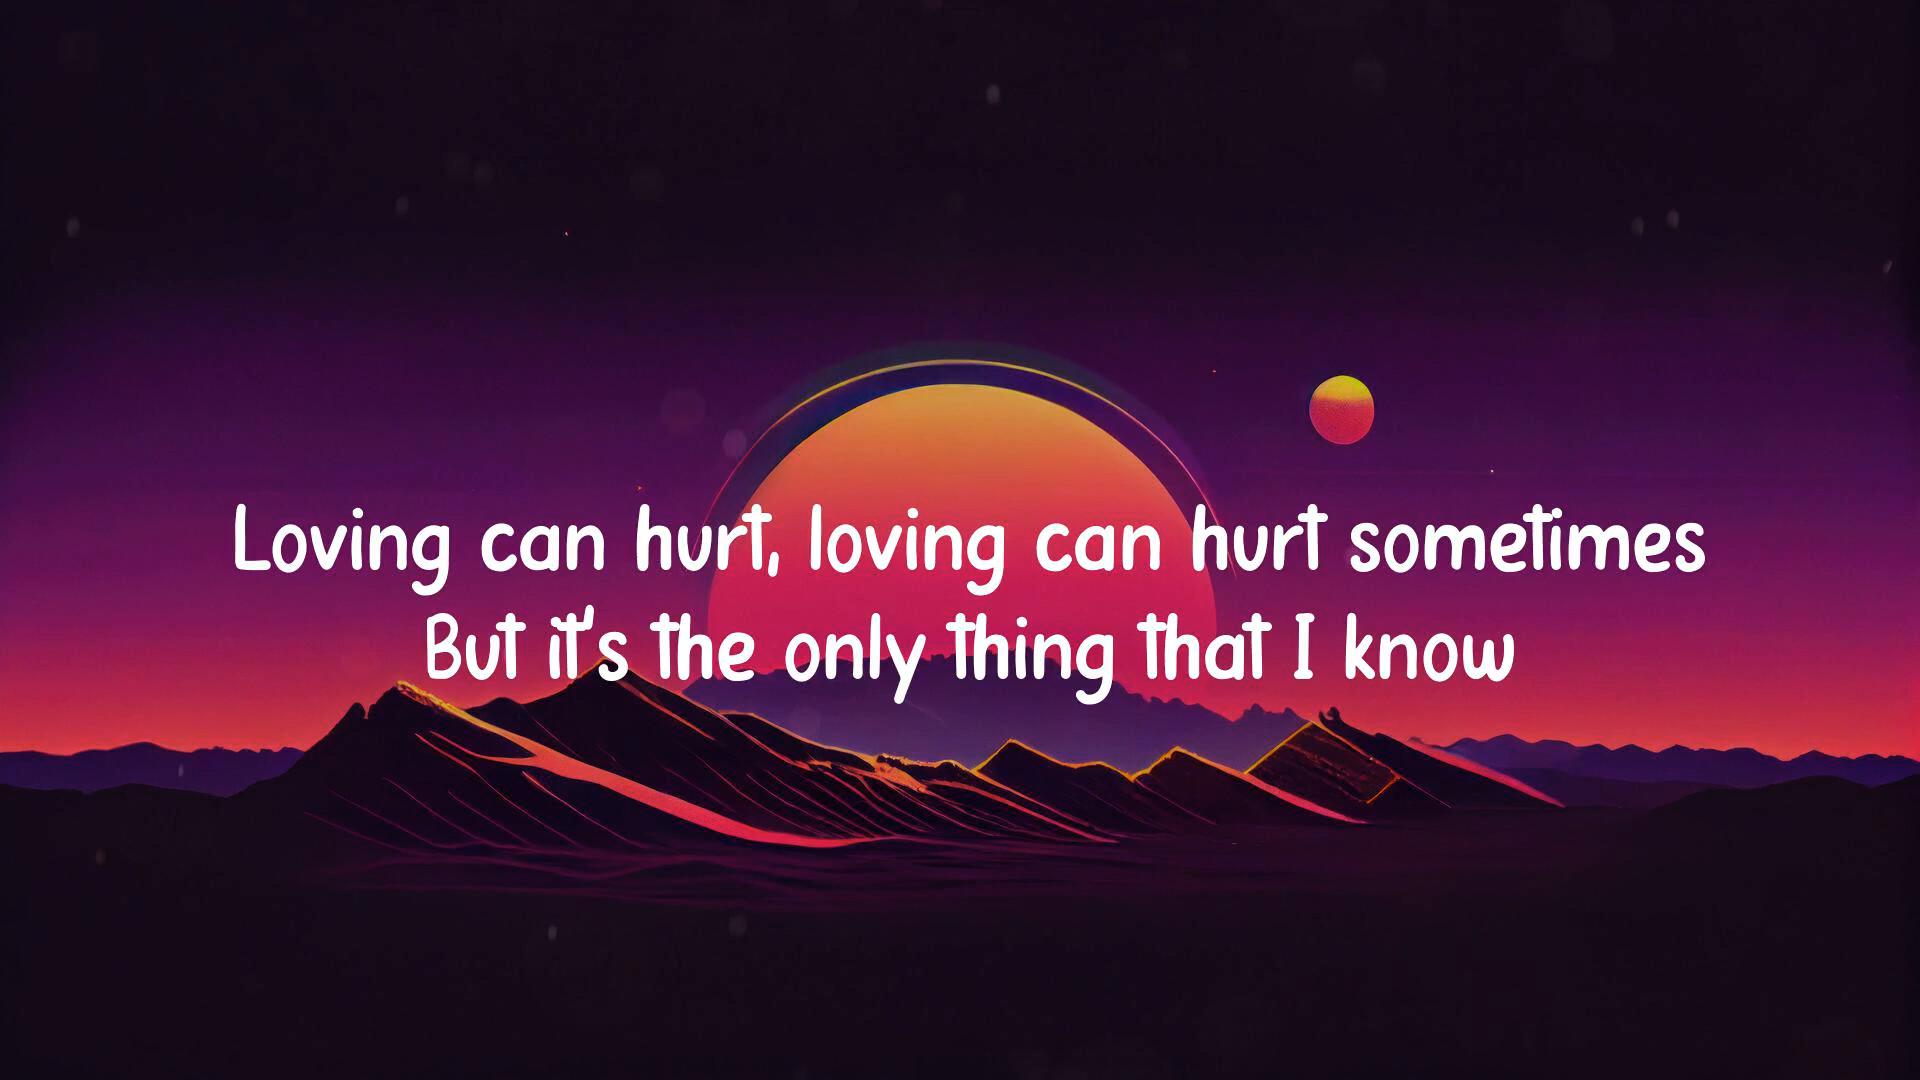 Loving can hurt, loving can hurt sometimes
But it's the only thing that I know